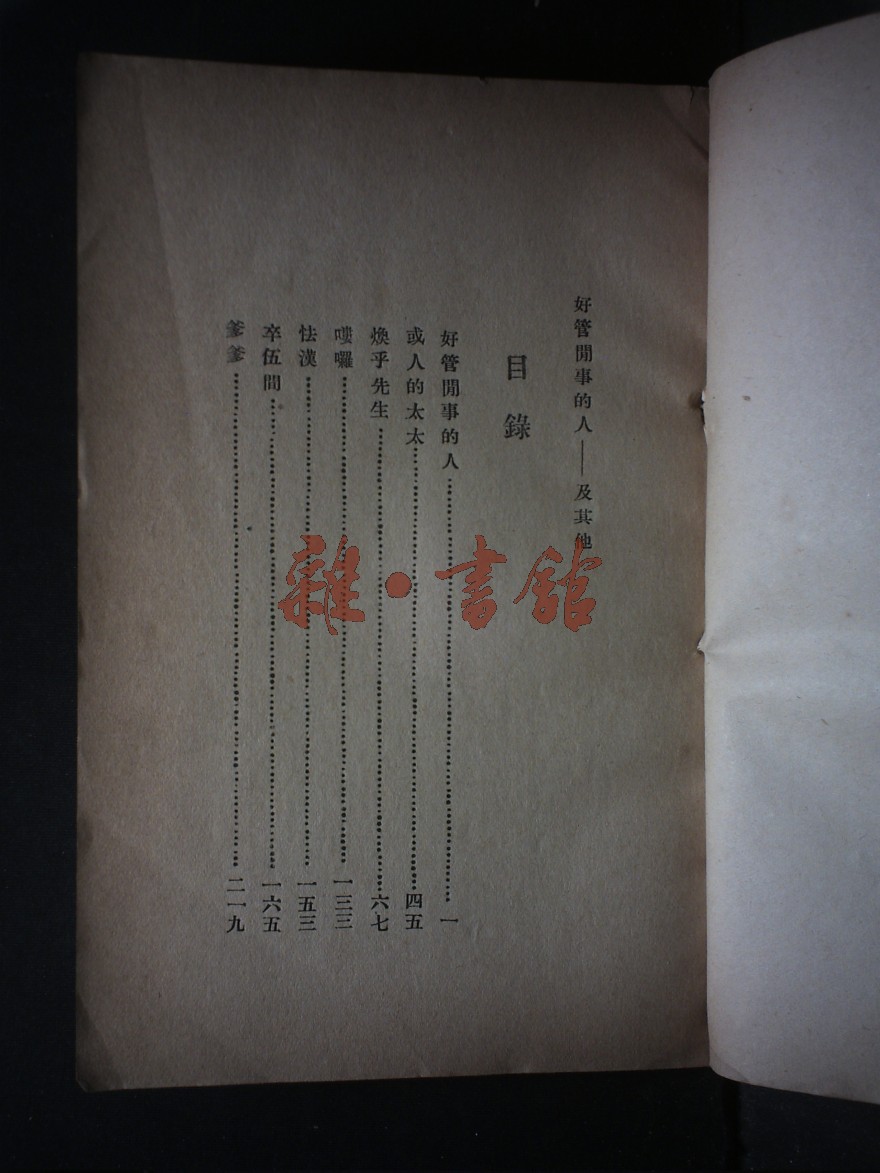 好管閒事的人——及其他
目錄
好管閒事的人……一
或人的太太……四五
煥乎先生……六七
嘍囉……一三三
怯漢……一五三
卒伍間……一六五
爹爹……二一九
雜·書館